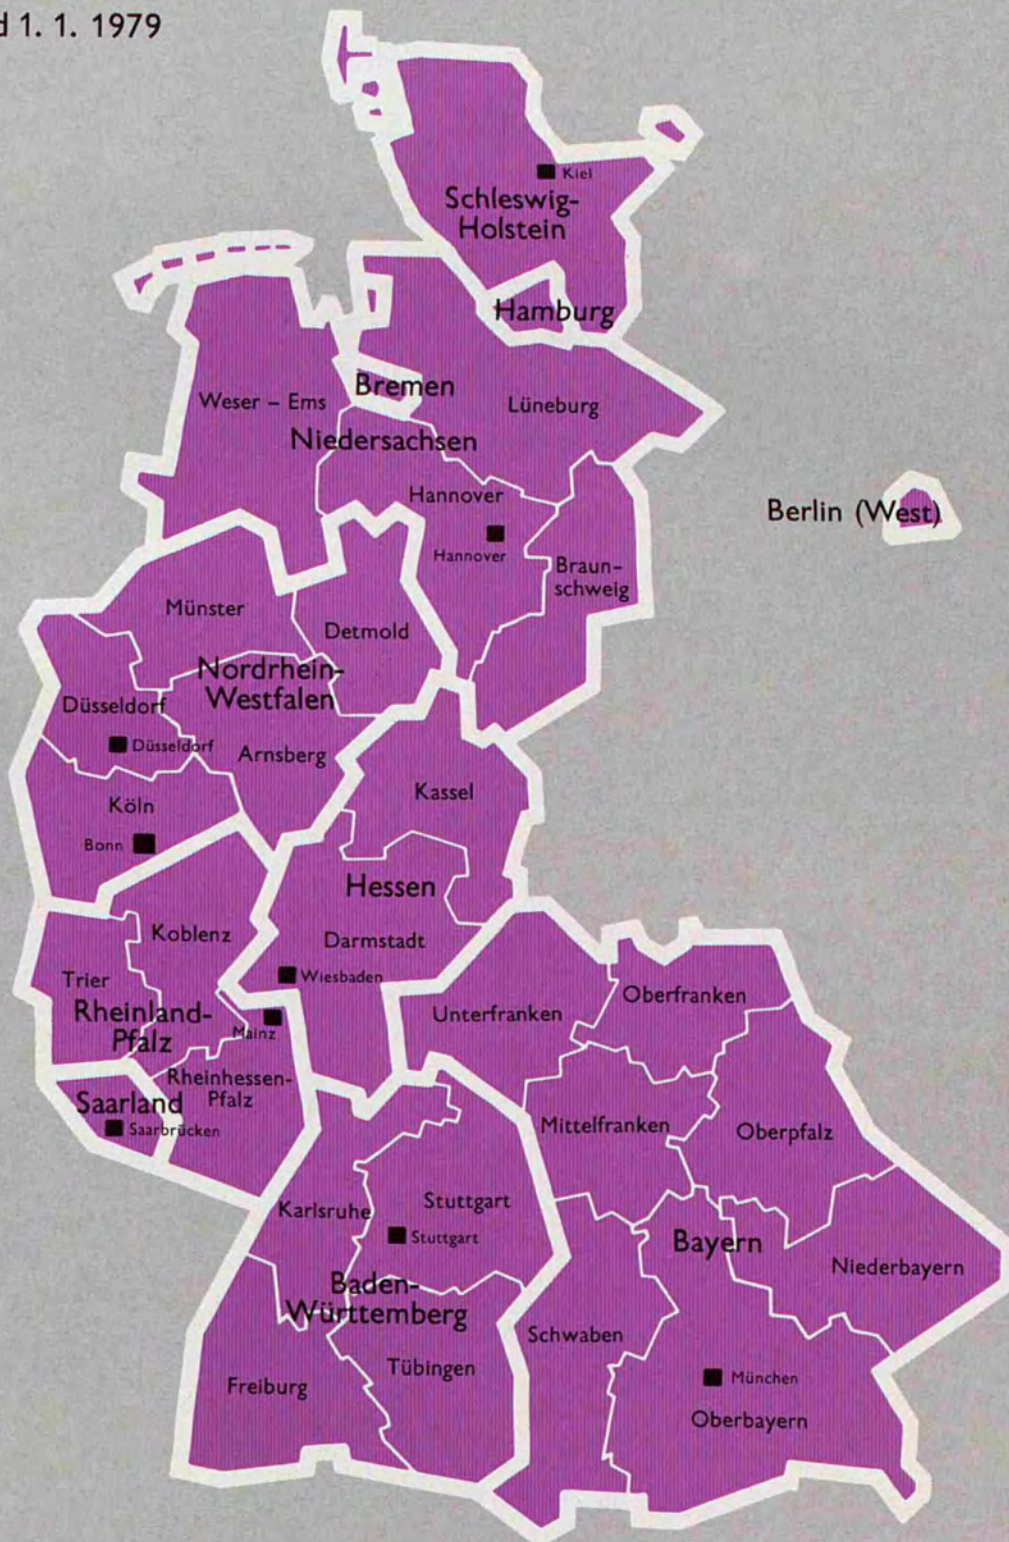 d 1. 1. 1979
Kiel
Schleswig-
Holstein
Hamburg
Bremen
Weser – Ems
Lüneburg
Niedersachsen
Hannover
Hannover
Braun-
schweig
Berlin (West)
Münster
Detmold
Nordrhein-
Westfalen
Düsseldorf
Düsseldorf
Arnsberg
Köln
Bonn
Kassel
Hessen
Darmstadt
Wiesbaden
Koblenz
Trier
Rheinland-
Pfalz
Mainz
Rheinhessen-
Pfalz
Saarland
Saarbrücken
Unterfranken
Oberfranken
Mittelfranken
Oberpfalz
Karlsruhe
Stuttgart
Stuttgart
Baden-
Württemberg
Freiburg
Tübingen
Bayern
Niederbayern
Schwaben
München
Oberbayern